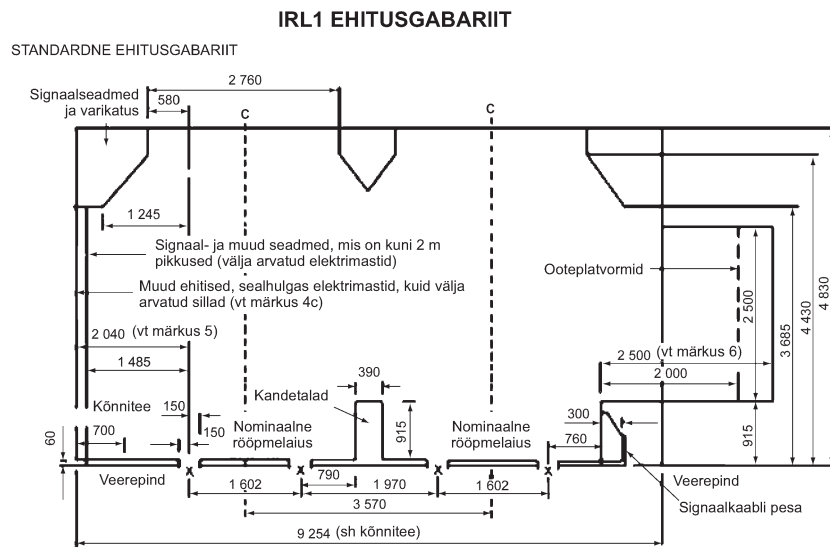 IRL1 EHITUSGABARIIT
STANDARDNE EHITUSGABARIIT
2 760
Signaalseadmed
ja varikatus
580
C
C
1 245
Signaal- ja muud seadmed, mis on kuni 2 m
pikkused (välja arvatud elektrimastid)
Ooteplatvormid
Muud ehitised, sealhulgas elektrimastid, kuid välja
arvatud sillad (vt märkus 4c)
2 500
3 685
4 430
4 830
2 040 (vt märkus 5)
2 500 (vt märkus 6)
1 485
390
2 000
Kandetalad
Könnitee
150
300
700
150
Nominaalne
rööpmelaius
915
Nominaalne
rööpmelaius
760
915
60
Veerepind
x
x
x
x
790
Veerepind
1 602
1 970
1 602
Signaalkaabli pesa
3 570
9 254 (sh könnitee)